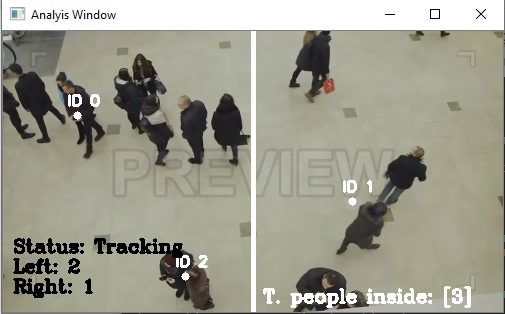 Analyis Window
ID 0
PREVIEW
ID 1
Status: Tracking
Left: 2
Right: 1
ID 2
T. people inside: [3]